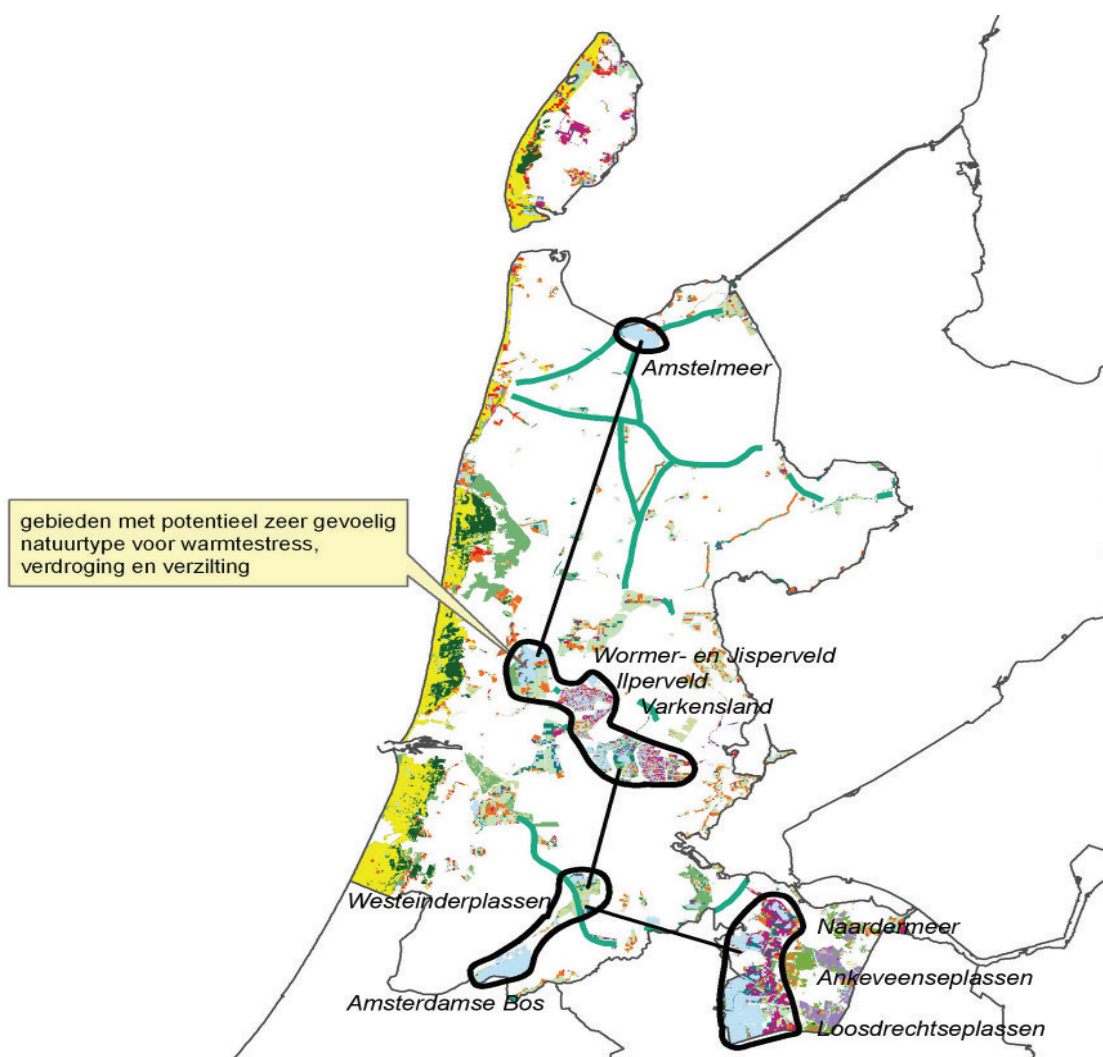 Amstelmeer
gebieden met potentieel zeer gevoelig
natuurtype voor warmtestress,
verdroging en verzilting
Wormer- en Jisperveld
Ilperveld
Varkensland
Westeinderplassen
Naardermeer
Ankeveenseplassen
Amsterdamse Bos
Loosdrechtseplassen